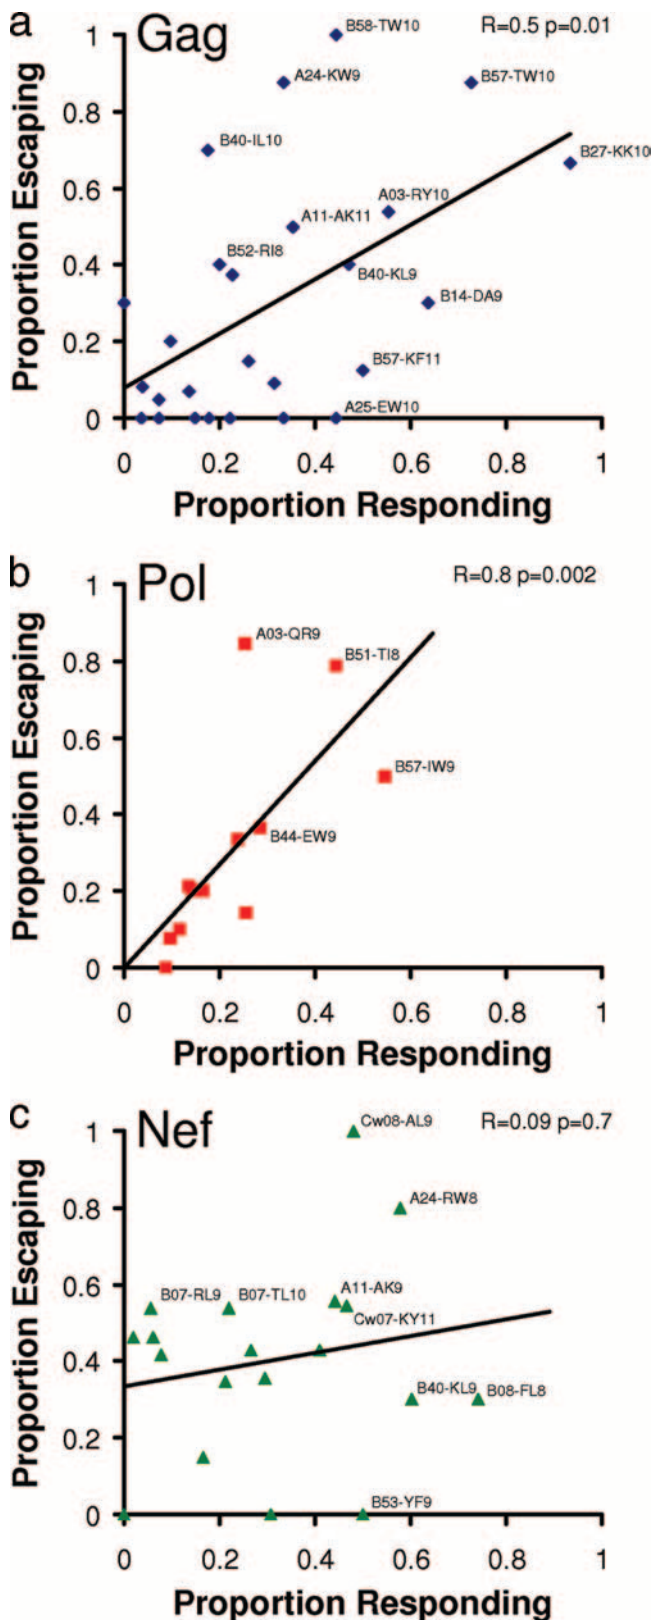 a
Gag
R=0.5 p=0.01
Proportion Escaping
1
0.8
0.6
0.4
0.2
0
B58-TW10
A24-KW9
B57-TW10
B40-IL10
B27-KK10
A03-RY10
A11-AK11
B52-RI8
B40-KL9
B14-DA9
B57-KF11
A25-EW10
0 0.2 0.4 0.6 0.8 1
Proportion Responding
b
Pol
R=0.8 p=0.002
Proportion Escaping
1
0.8
0.6
0.4
0.2
0
A03-QR9
B51-TI8
B57-IW9
B44-EW9
0 0.2 0.4 0.6 0.8 1
Proportion Responding
c
Nef
R=0.09 p=0.7
Proportion Escaping
1
0.8
0.6
0.4
0.2
0
Cw08-AL9
A24-RW8
B07-RL9
B07-TL10
A11-AK9
Cw07-KY11
B40-KL9
B08-FL8
B53-YF9
0 0.2 0.4 0.6 0.8 1
Proportion Responding